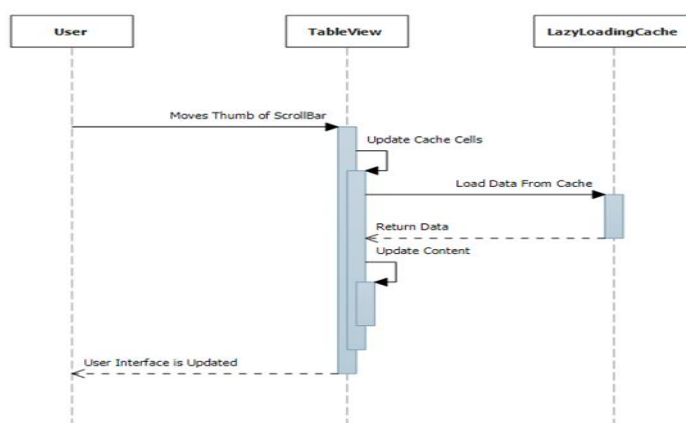 User
TableView
LazyLoadingCache
Moves Thumb of ScrollBar
Update Cache Cells
Load Data From Cache
Return Data
Update Content
User Interface is Updated